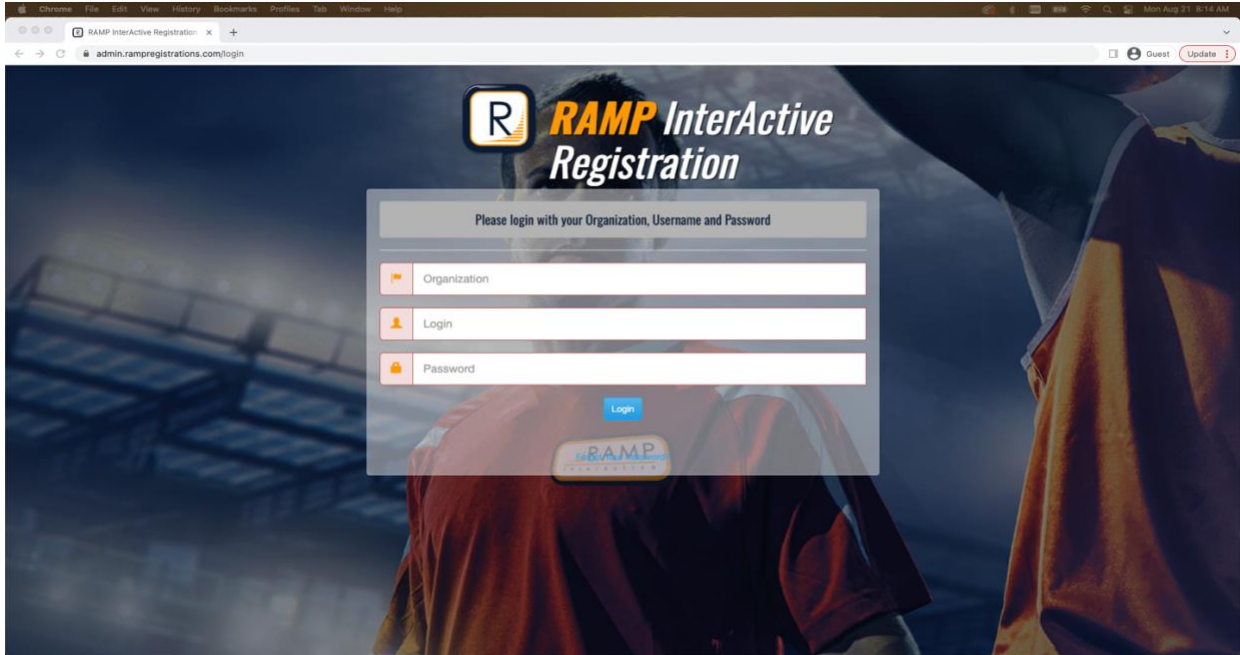 Chrome File Edit View History Bookmarks Profiles Tab Window Help Mon Aug 21 8:14 AM
R RAMP InterActive Registration
admin.rampregistrations.com/login Guest Update
R RAMP InterActive
Registration
Please login with your Organization, Username and Password
Organization
Login
Password
Login
RAMP